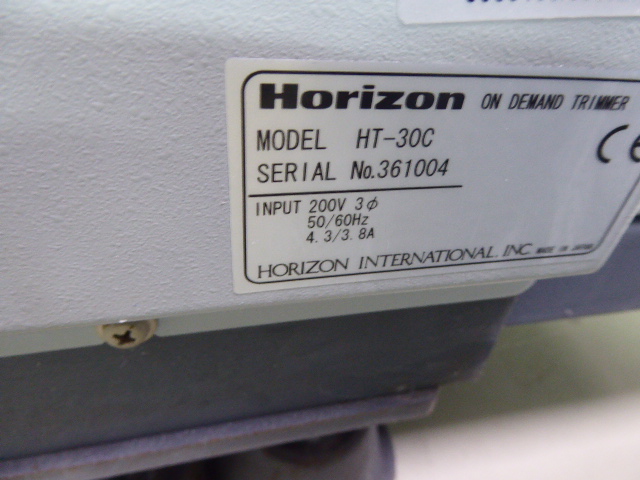 Horizon ON DEMAND TRIMMER
MODEL HT-30C
SERIAL No.361004
INPUT 200V 3φ
50/60Hz
4.3/3.8A
HORIZON INTERNATIONAL. INC. MADE IN JAPAN
CE